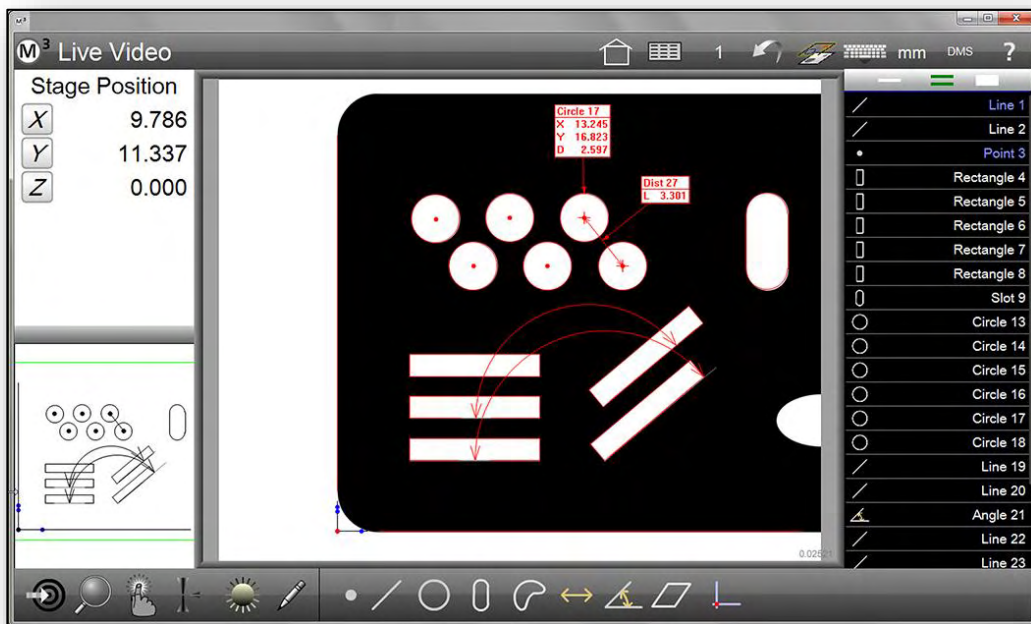 M³
M³ Live Video
1
mm
DMS
?
Stage Position
X 9.786
Y 11.337
Z 0.000
Circle 17
X 13.245
Y 16.823
D 2.597
Dist 27
L 3.301
0.02521
Line 1
Line 2
Point 3
Rectangle 4
Rectangle 5
Rectangle 6
Rectangle 7
Rectangle 8
Slot 9
Circle 13
Circle 14
Circle 15
Circle 16
Circle 17
Circle 18
Line 19
Line 20
Angle 21
Line 22
Line 23